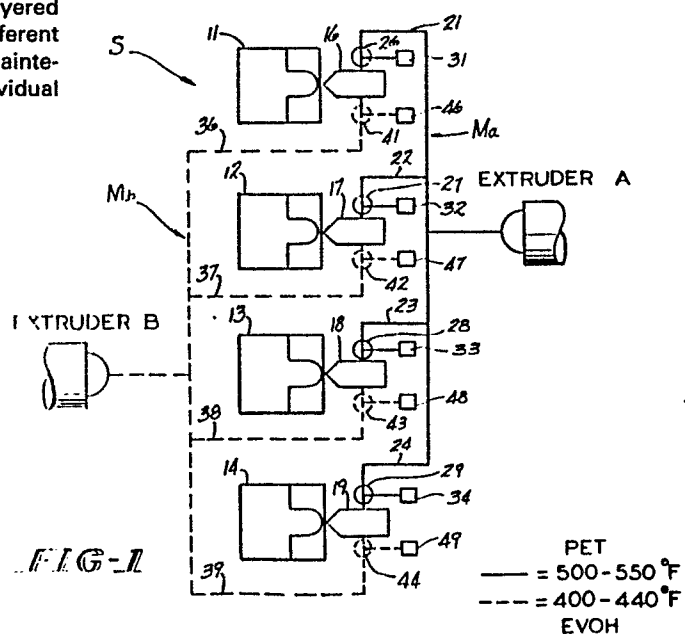 yered
ferent
ainte-
vidual
S
11
16
26
21
31
46
41
Ma
36
12
17
22
27
32
EXTRUDER A
47
42
37
13
18
23
28
33
EXTRUDER B
48
43
38
14
19
24
29
34
49
44
39
FIG-1
PET
= 500-550°F
= 400-440°F
EVOH